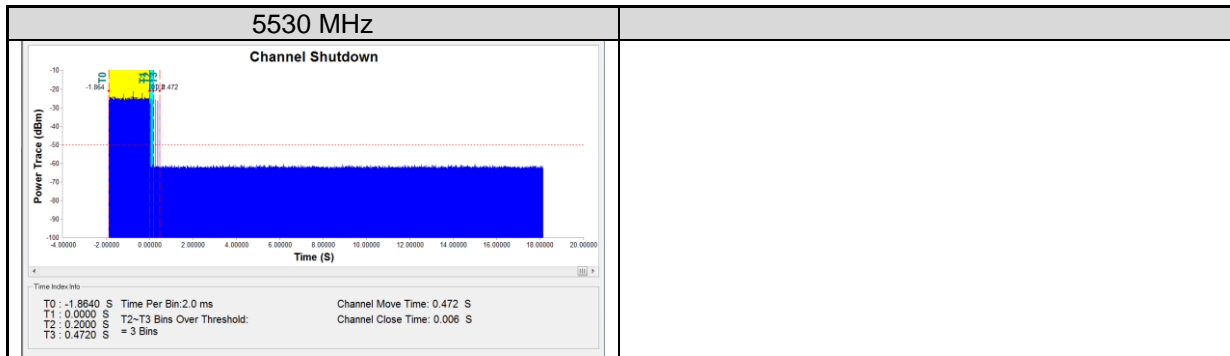 5530 MHz
Channel Shutdown
Power Trace (dBm)
-10
-20
-30
-40
-50
-60
-70
-80
-90
-100
T0
T3
-1.864
0.472
-4.00000 -2.00000 0.00000 2.00000 4.00000 6.00000 8.00000 10.00000 12.00000 14.00000 16.00000 18.00000 20.00000
Time (S)
Time Index Info
T0 : -1.8640 S Time Per Bin:2.0 ms Channel Move Time: 0.472 S
T1 : 0.0000 S T2~T3 Bins Over Threshold: Channel Close Time: 0.006 S
T2 : 0.2000 S = 3 Bins
T3 : 0.4720 S